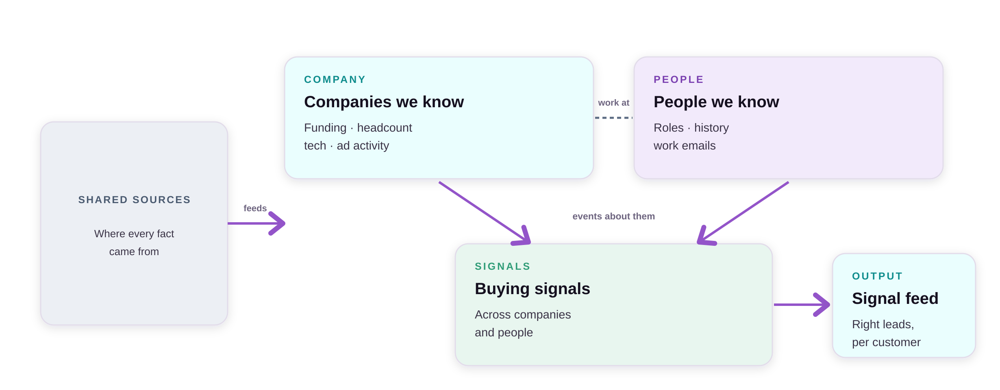 SHARED SOURCES
Where every fact
came from
feeds
COMPANY
Companies we know
Funding · headcount
tech · ad activity
work at
PEOPLE
People we know
Roles · history
work emails
events about them
SIGNALS
Buying signals
Across companies
and people
OUTPUT
Signal feed
Right leads,
per customer